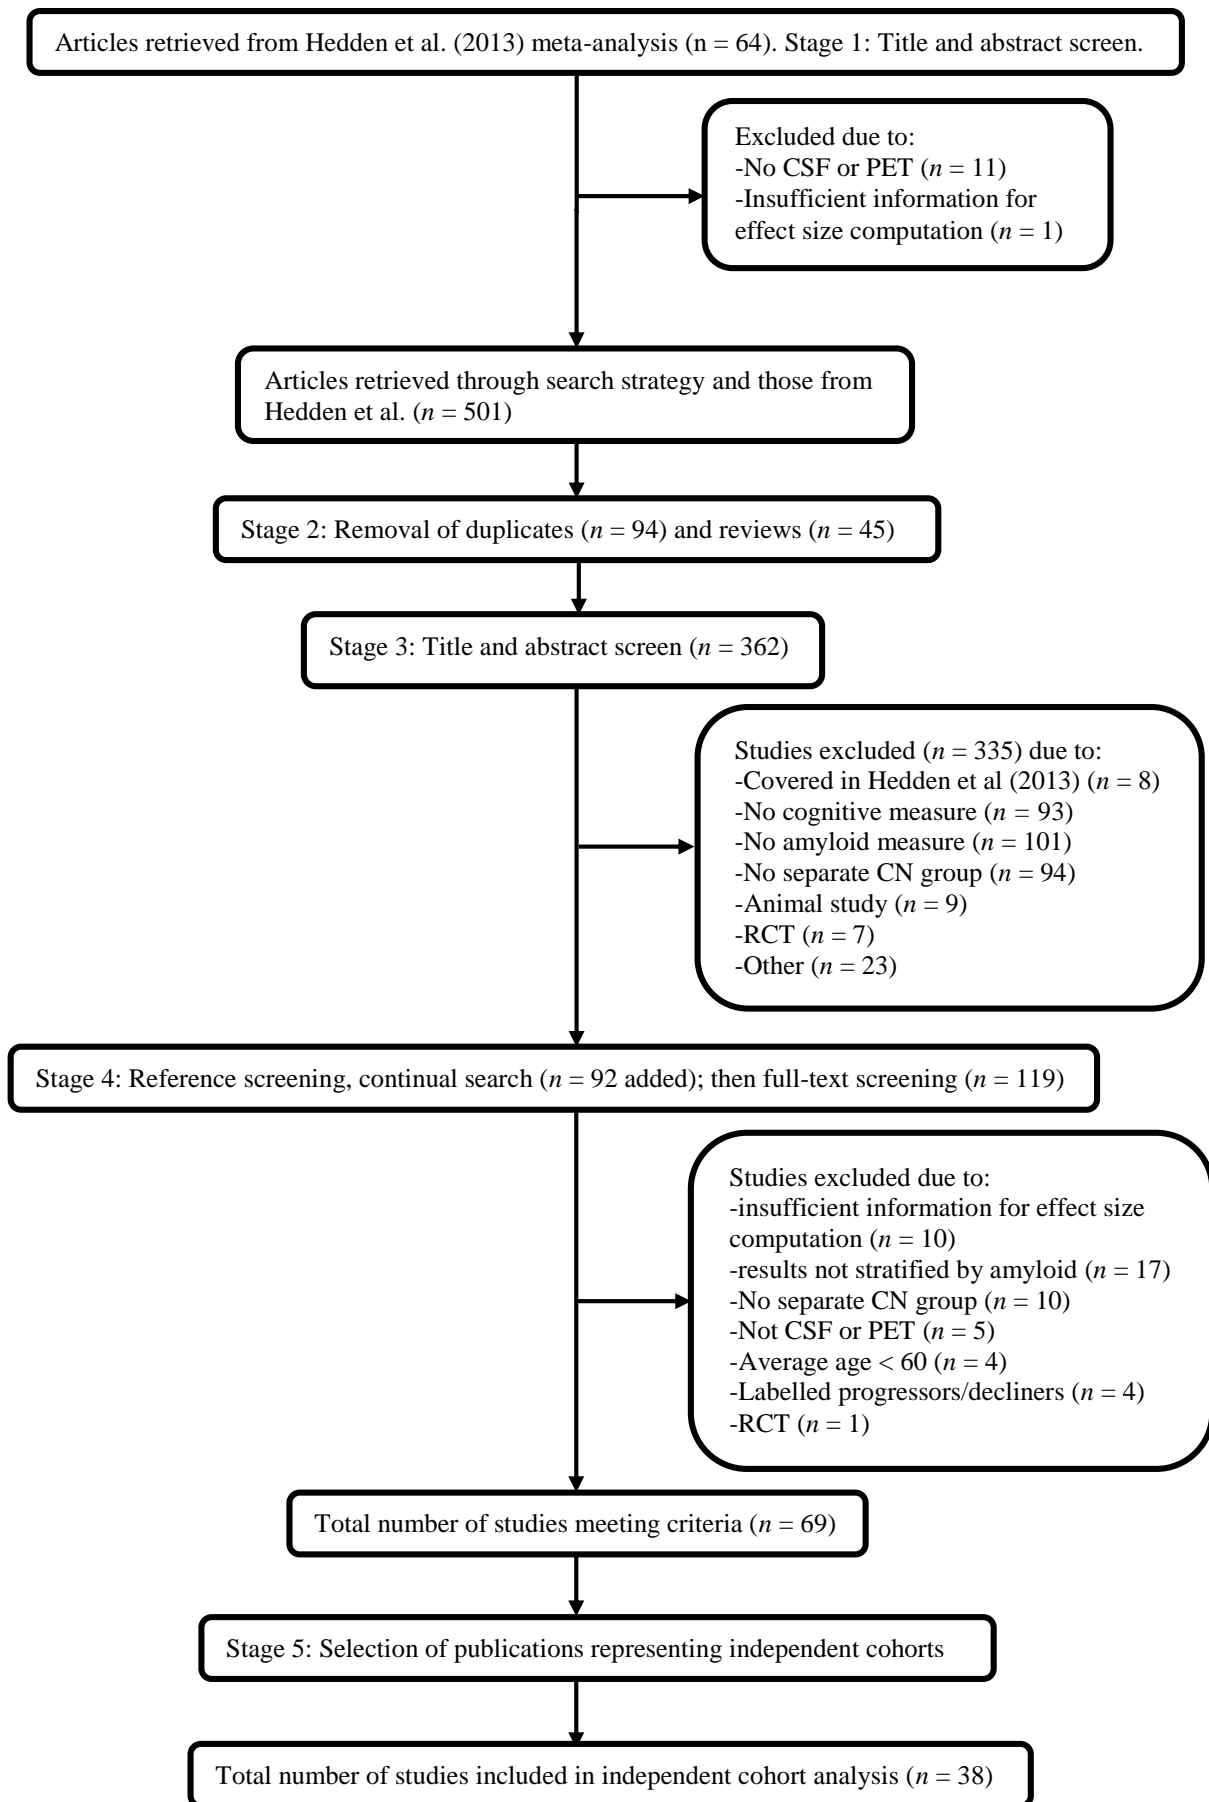 Articles retrieved from Hedden et al. (2013) meta-analysis (n = 64). Stage 1: Title and abstract screen.
Excluded due to:
-No CSF or PET (n = 11)
-Insufficient information for
effect size computation (n = 1)
Articles retrieved through search strategy and those from
Hedden et al. (n = 501)
Stage 2: Removal of duplicates (n = 94) and reviews (n = 45)
Stage 3: Title and abstract screen (n = 362)
Studies excluded (n = 335) due to:
-Covered in Hedden et al (2013) (n = 8)
-No cognitive measure (n = 93)
-No amyloid measure (n = 101)
-No separate CN group (n = 94)
-Animal study (n = 9)
-RCT (n = 7)
-Other (n = 23)
Stage 4: Reference screening, continual search (n = 92 added); then full-text screening (n = 119)
Studies excluded due to:
-insufficient information for effect size
computation (n = 10)
-results not stratified by amyloid (n = 17)
-No separate CN group (n = 10)
-Not CSF or PET (n = 5)
-Average age < 60 (n = 4)
-Labelled progressors/decliners (n = 4)
-RCT (n = 1)
Total number of studies meeting criteria (n = 69)
Stage 5: Selection of publications representing independent cohorts
Total number of studies included in independent cohort analysis (n = 38)